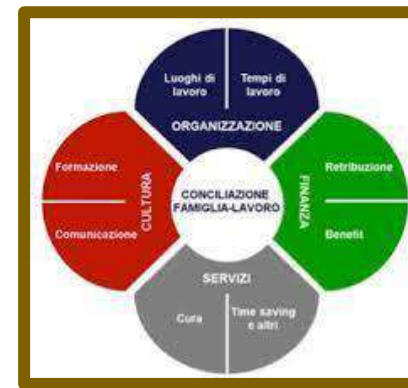 Luoghi di
lavoro
Tempi di
lavoro
ORGANIZZAZIONE
Formazione
Comunicazione
CULTURA
CONCILIAZIONE
FAMIGLIA-LAVORO
FINANZA
Retribuzione
Benefit
SERVIZI
Cura
Time saving
e altri